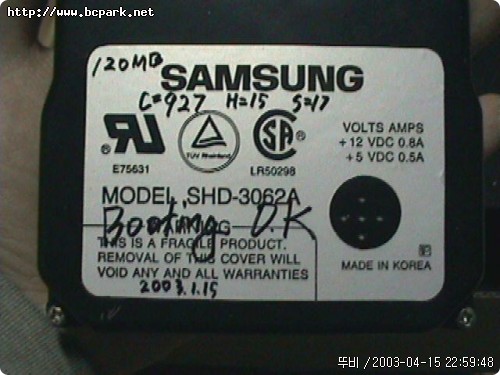 http://www.bcpark.net/
120MB
SAMSUNG
C=927 H=15 S=17
E75631
TÜV Rheinland
SA
LR50298
VOLTS AMPS
+12 VDC 0.8A
+5 VDC 0.5A
MODEL SHD-3062A
Booting O.K
WARNING
THIS IS A FRAGILE PRODUCT.
REMOVAL OF THIS COVER WILL
VOID ANY AND ALL WARRANTIES
MADE IN KOREA
2003.1.15
뚜비 /2003-04-15 22:59:48